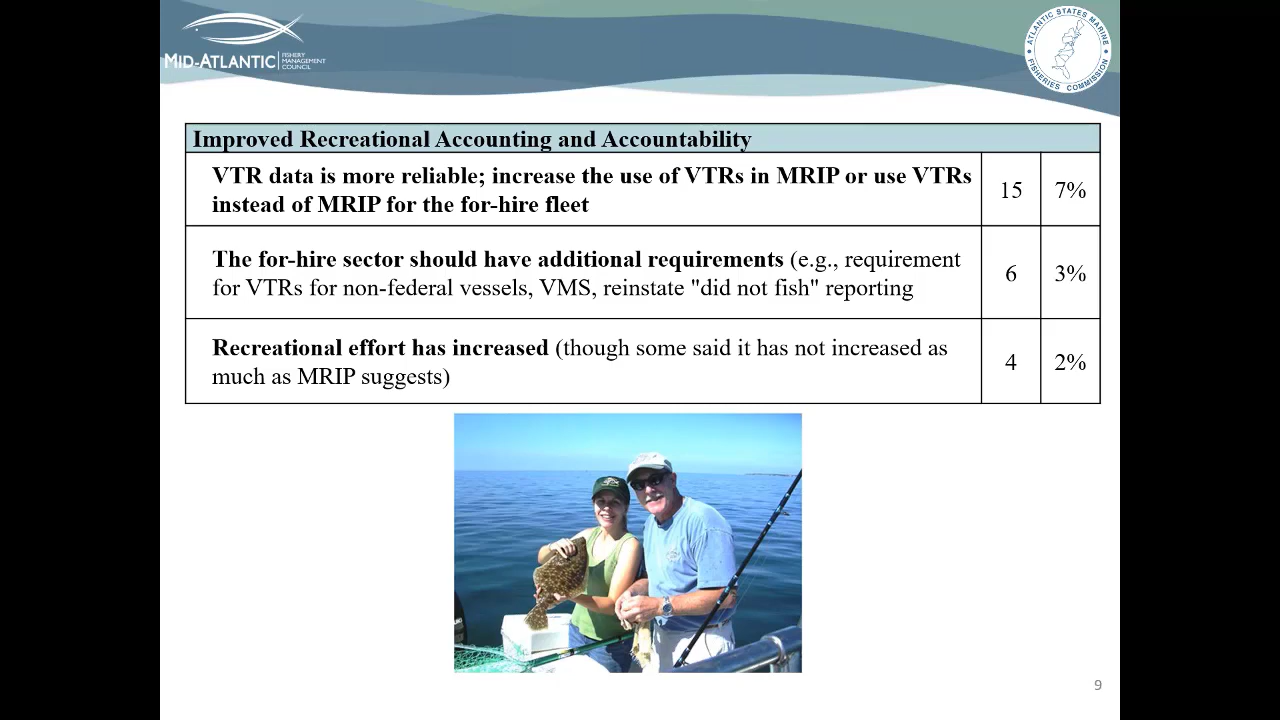 MID-ATLANTIC
FISHERY
MANAGEMENT
COUNCIL
ATLANTIC STATES MARINE
FISHERIES COMMISSION
Improved Recreational Accounting and Accountability
VTR data is more reliable; increase the use of VTRs in MRIP or use VTRs
instead of MRIP for the for-hire fleet
15
7%
The for-hire sector should have additional requirements (e.g., requirement
for VTRs for non-federal vessels, VMS, reinstate "did not fish" reporting
6
3%
Recreational effort has increased (though some said it has not increased as
much as MRIP suggests)
4
2%
9